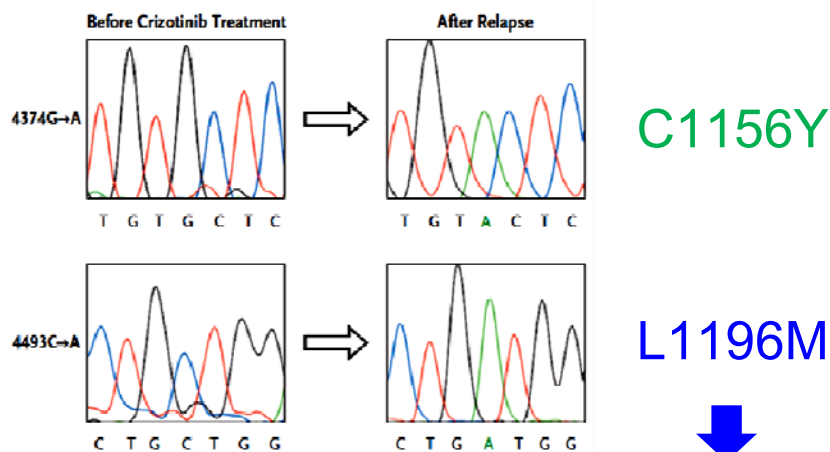 Before Crizotinib Treatment
After Relapse
4374G→A
C1156Y
T G T G C T C
T G T A C T C
4493C→A
L1196M
C T G C T G G
C T G A T G G